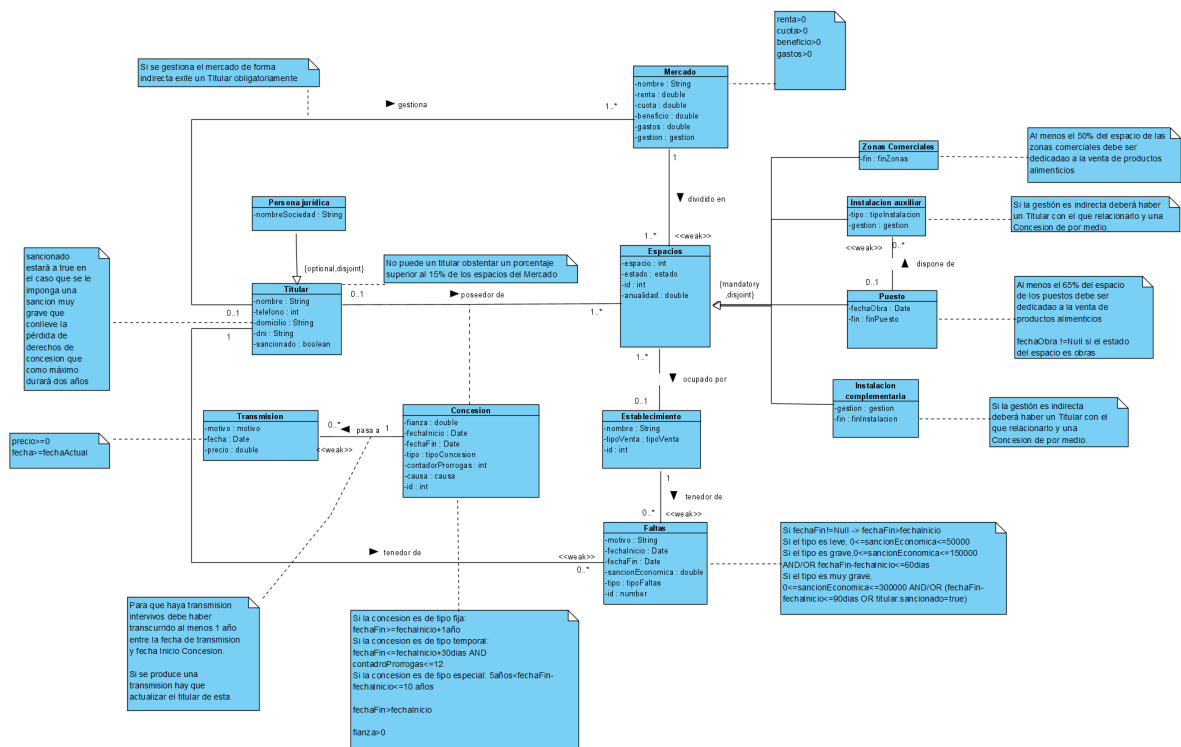 renta>0
cuota>0
beneficio>0
gastos>0
Si se gestiona el mercado de forma
indirecta exite un Titular obligatoriamente
Mercado
-nombre : String
-renta : double
-cuota : double
-beneficio : double
-gastos : double
-gestion : gestion
gestiona
1..*
1
dividido en
1..*
<<weak>>
Zonas Comerciales
-fin : finZonas
Al menos el 50% del espacio de las
zonas comerciales debe ser
dedicadao a la venta de productos
alimenticios
Persona jurídica
-nombreSociedad : String
Instalacion auxiliar
-tipo : tipoInstalacion
-gestion : gestion
Si la gestión es indirecta deberá haber
un Titular con el que relacionarlo y una
Concesion de por medio.
<<weak>>
0..*
dispone de
0..1
sancionado
estará a true en
el caso que se le
imponga una
sancion muy
grave que
conlleve la
pérdida de
derechos de
concesion que
como máximo
durará dos años
{optional,disjoint}
No puede un titular obstentar un porcentaje
superior al 15% de los espacios del Mercado
Titular
-nombre : String
-telefono : int
-domicilio : String
-dni : String
-sancionado : boolean
0..1
1
0..1
poseedor de
1..*
Espacios
-espacio : int
-estado : estado
-id : int
-anualidad : double
{mandatory
,disjoint}
Puesto
-fechaObra : Date
-fin : finPuesto
Al menos el 65% del espacio
de los puestos debe ser
dedicadao a la venta de
productos alimenticios

fechaObra !=Null si el estado
del espacio es obras
1..*
ocupado por
0..1
Instalacion
complementaria
-gestion : gestion
-fin : finInstalacion
Si la gestión es indirecta
deberá haber un Titular con el
que relacionarlo y una
Concesion de por medio.
Transmision
-motivo : motivo
-fecha : Date
-precio : double
0..*
pasa a
1
<<weak>>
Concesion
-fianza : double
-fechaInicio : Date
-fechaFin : Date
-tipo : tipoConcesion
-contadorProrrogas : int
-causa : causa
-id : int
Establecimiento
-nombre : String
-tipoVenta : tipoVenta
-id : int
precio>=0
fecha>=fechaActual
1
tenedor de
0..*
<<weak>>
tenedor de
<<weak>>
0..*
Faltas
-motivo : String
-fechaInicio : Date
-fechaFin : Date
-sancionEconomica : double
-tipo : tipoFaltas
-id : number
Si fechaFin!=Null -> fechaFin>fechaInicio
Si el tipo es leve, 0<=sancionEconomica<=50000
Si el tipo es grave,0<=sancionEconomica<=150000
AND/OR fechaFin-fechaInicio<=60dias
Si el tipo es muy grave,
0<=sancionEconomica<=300000 AND/OR (fechaFin-
fechaInicio<=90dias OR titular.sancionado=true)
Para que haya transmision
intervivos debe haber
transcurrido al menos 1 año
entre la fecha de transmision
y fecha Inicio Concesion.

Si se produce una
transmision hay que
actualizar el titular de esta.
Si la concesion es de tipo fija:
fechaFin>=fechaInicio+1año
Si la concesion es de tipo temporal:
fechaFin<=fechaInicio+30dias AND
contadroProrrogas<=12
Si la concesion es de tipo especial: 5años<fechaFin-
fechaInicio<=10 años

fechaFin>fechaInicio

fianza>0